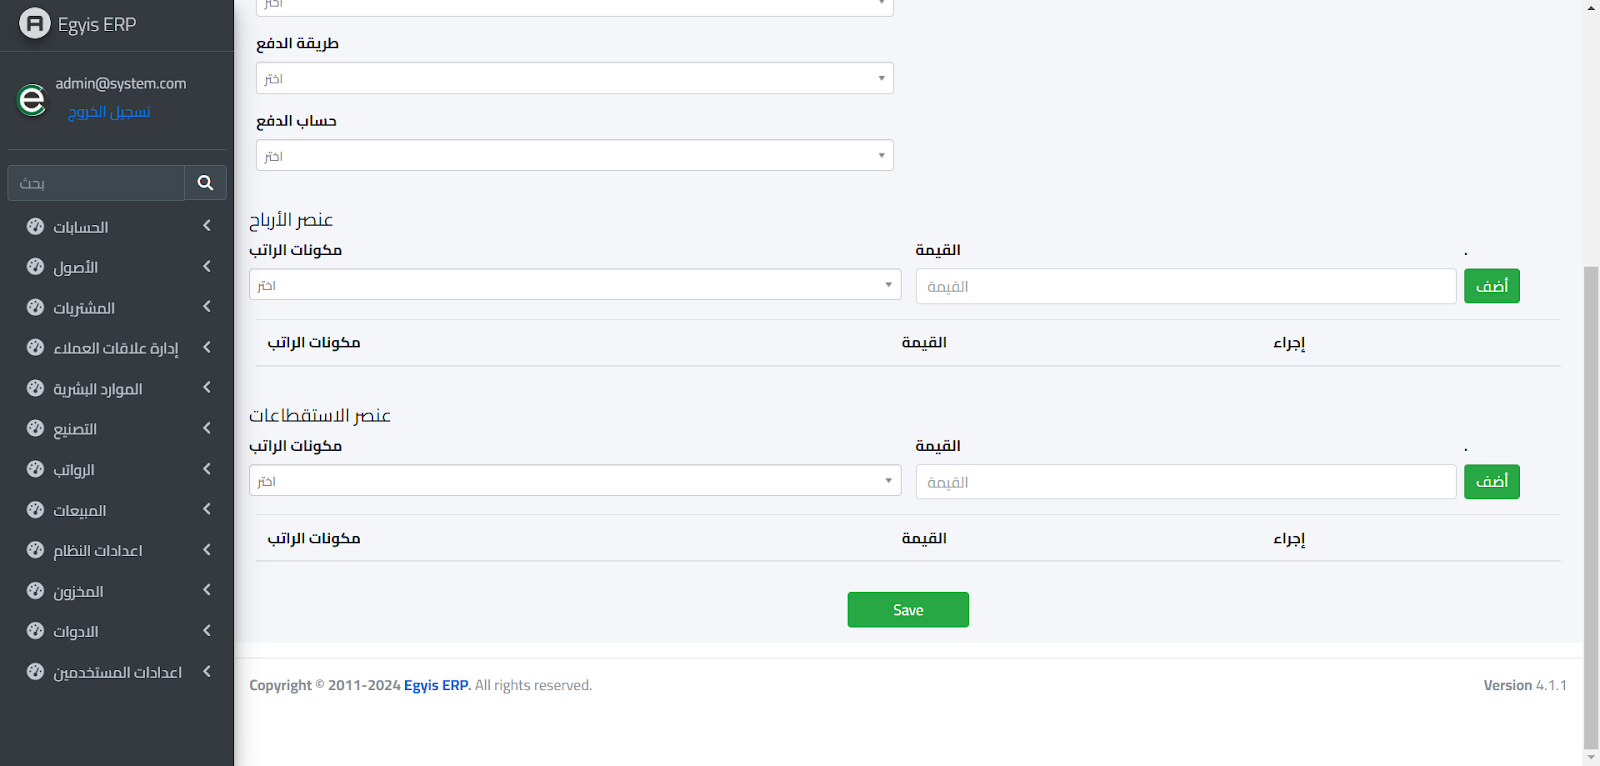 Egyis ERP
admin@system.com
تسجيل الخروج
بحث
الحسابات
الأصول
المشتريات
إدارة علاقات العملاء
الموارد البشرية
التصنيع
الرواتب
المبيعات
اعدادات النظام
المخزون
الادوات
اعدادات المستخدمين
اختر
طريقة الدفع
اختر
حساب الدفع
اختر
عنصر الأرباح
مكونات الراتب القيمة .
اختر القيمة أضف
مكونات الراتب القيمة إجراء
عنصر الاستقطاعات
مكونات الراتب القيمة .
اختر القيمة أضف
مكونات الراتب القيمة إجراء
Save
Copyright © 2011-2024 Egyis ERP. All rights reserved. Version 4.1.1